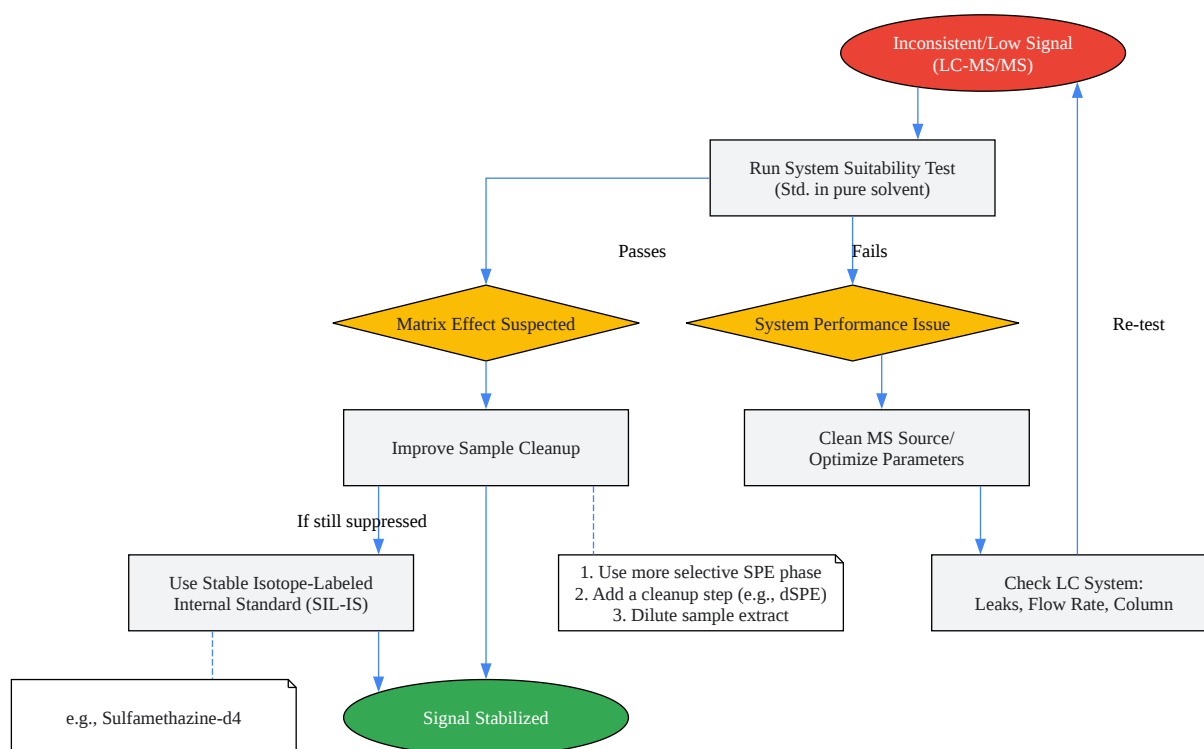 Inconsistent/Low Signal
(LC-MS/MS)
Run System Suitability Test
(Std. in pure solvent)
Passes
Fails
Matrix Effect Suspected
System Performance Issue
Re-test
Improve Sample Cleanup
Clean MS Source/
Optimize Parameters
If still suppressed
Use Stable Isotope-Labeled
Internal Standard (SIL-IS)
1. Use more selective SPE phase
2. Add a cleanup step (e.g., dSPE)
3. Dilute sample extract
Check LC System:
Leaks, Flow Rate, Column
e.g., Sulfamethazine-d4
Signal Stabilized